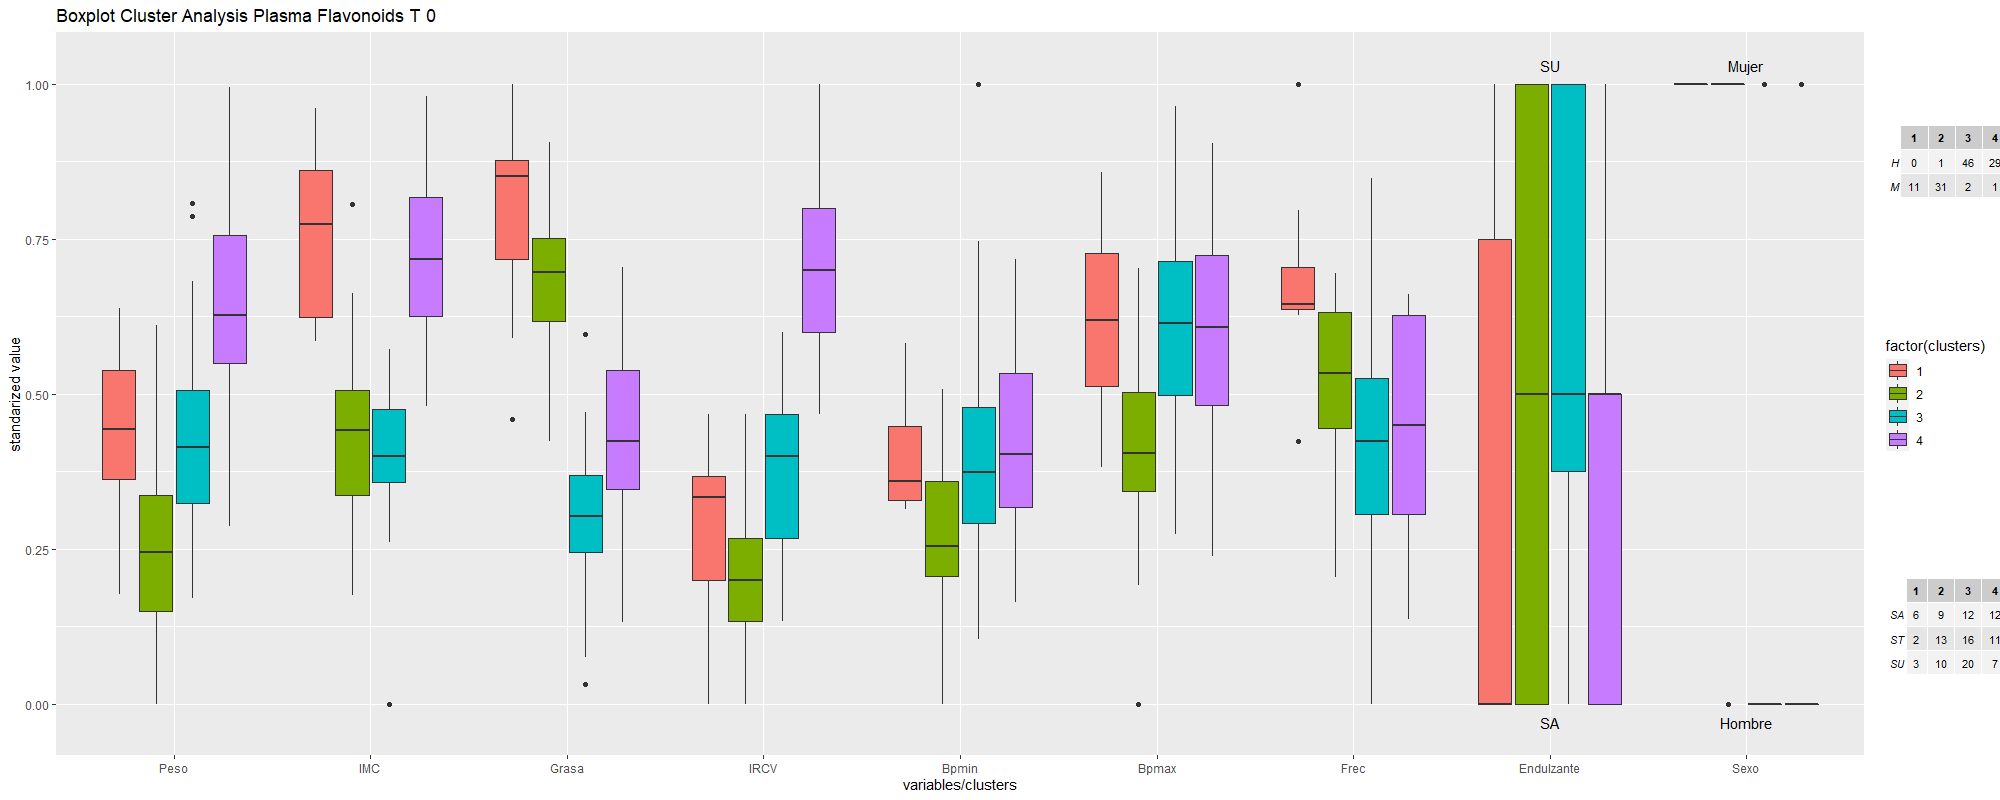 Boxplot Cluster Analysis Plasma Flavonoids T 0
standarized value
1.00
0.75
0.50
0.25
0.00
SU
Mujer
SA
Hombre
Peso IMC Grasa IRCV Bpmin Bpmax Frec Endulzante Sexo
variables/clusters
1 2 3 4
H 0 1 46 29
M 11 31 2 1
factor(clusters)
1
2
3
4
1 2 3 4
SA 6 9 12 12
ST 2 13 16 11
SU 3 10 20 7